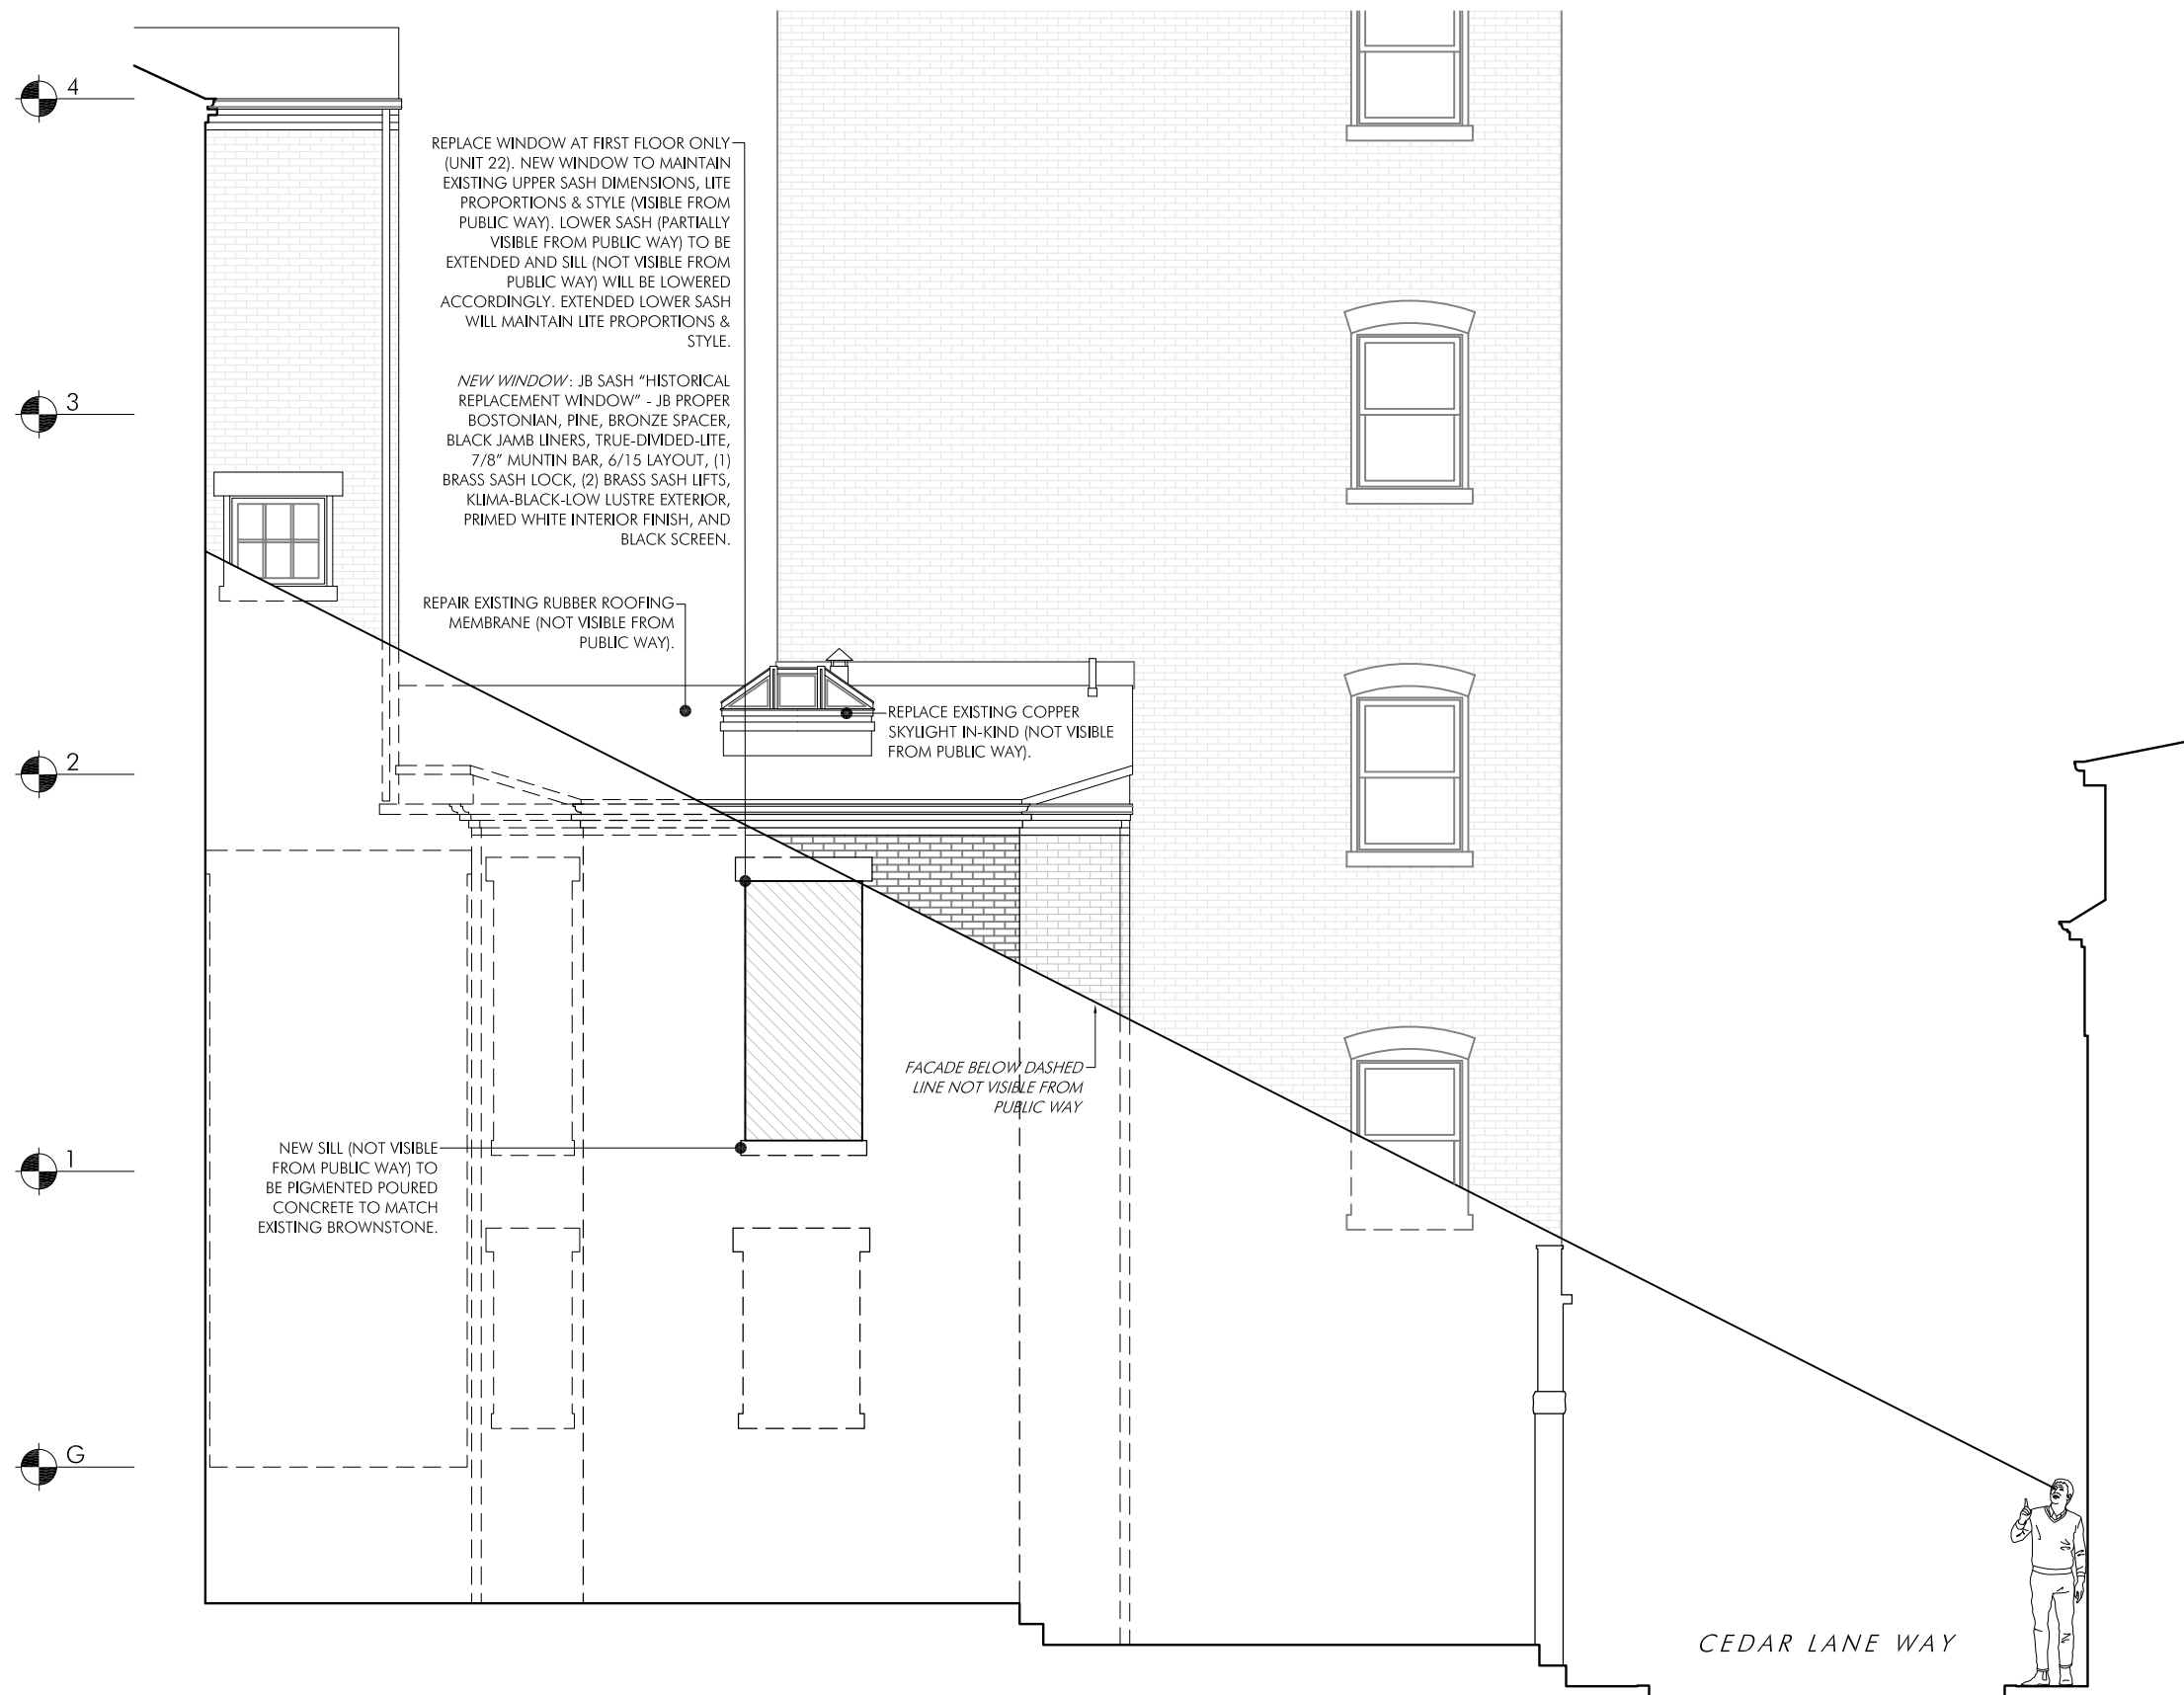 4
REPLACE WINDOW AT FIRST FLOOR ONLY
(UNIT 22). NEW WINDOW TO MAINTAIN
EXISTING UPPER SASH DIMENSIONS, LITE
PROPORTIONS & STYLE (VISIBLE FROM
PUBLIC WAY). LOWER SASH (PARTIALLY
VISIBLE FROM PUBLIC WAY) TO BE
EXTENDED AND SILL (NOT VISIBLE FROM
PUBLIC WAY) WILL BE LOWERED
ACCORDINGLY. EXTENDED LOWER SASH
WILL MAINTAIN LITE PROPORTIONS &
STYLE.
NEW WINDOW: JB SASH "HISTORICAL
REPLACEMENT WINDOW" - JB PROPER
BOSTONIAN, PINE, BRONZE SPACER,
BLACK JAMB LINERS, TRUE-DIVIDED-LITE,
7/8" MUNTIN BAR, 6/15 LAYOUT, (1)
BRASS SASH LOCK, (2) BRASS SASH LIFTS,
KLIMA-BLACK-LOW LUSTRE EXTERIOR,
PRIMED WHITE INTERIOR FINISH, AND
BLACK SCREEN.
3
REPAIR EXISTING RUBBER ROOFING
MEMBRANE (NOT VISIBLE FROM
PUBLIC WAY).
REPLACE EXISTING COPPER
SKYLIGHT IN-KIND (NOT VISIBLE
FROM PUBLIC WAY).
2
FACADE BELOW DASHED
LINE NOT VISIBLE FROM
PUBLIC WAY
1
NEW SILL (NOT VISIBLE
FROM PUBLIC WAY) TO
BE PIGMENTED POURED
CONCRETE TO MATCH
EXISTING BROWNSTONE.
G
CEDAR LANE WAY